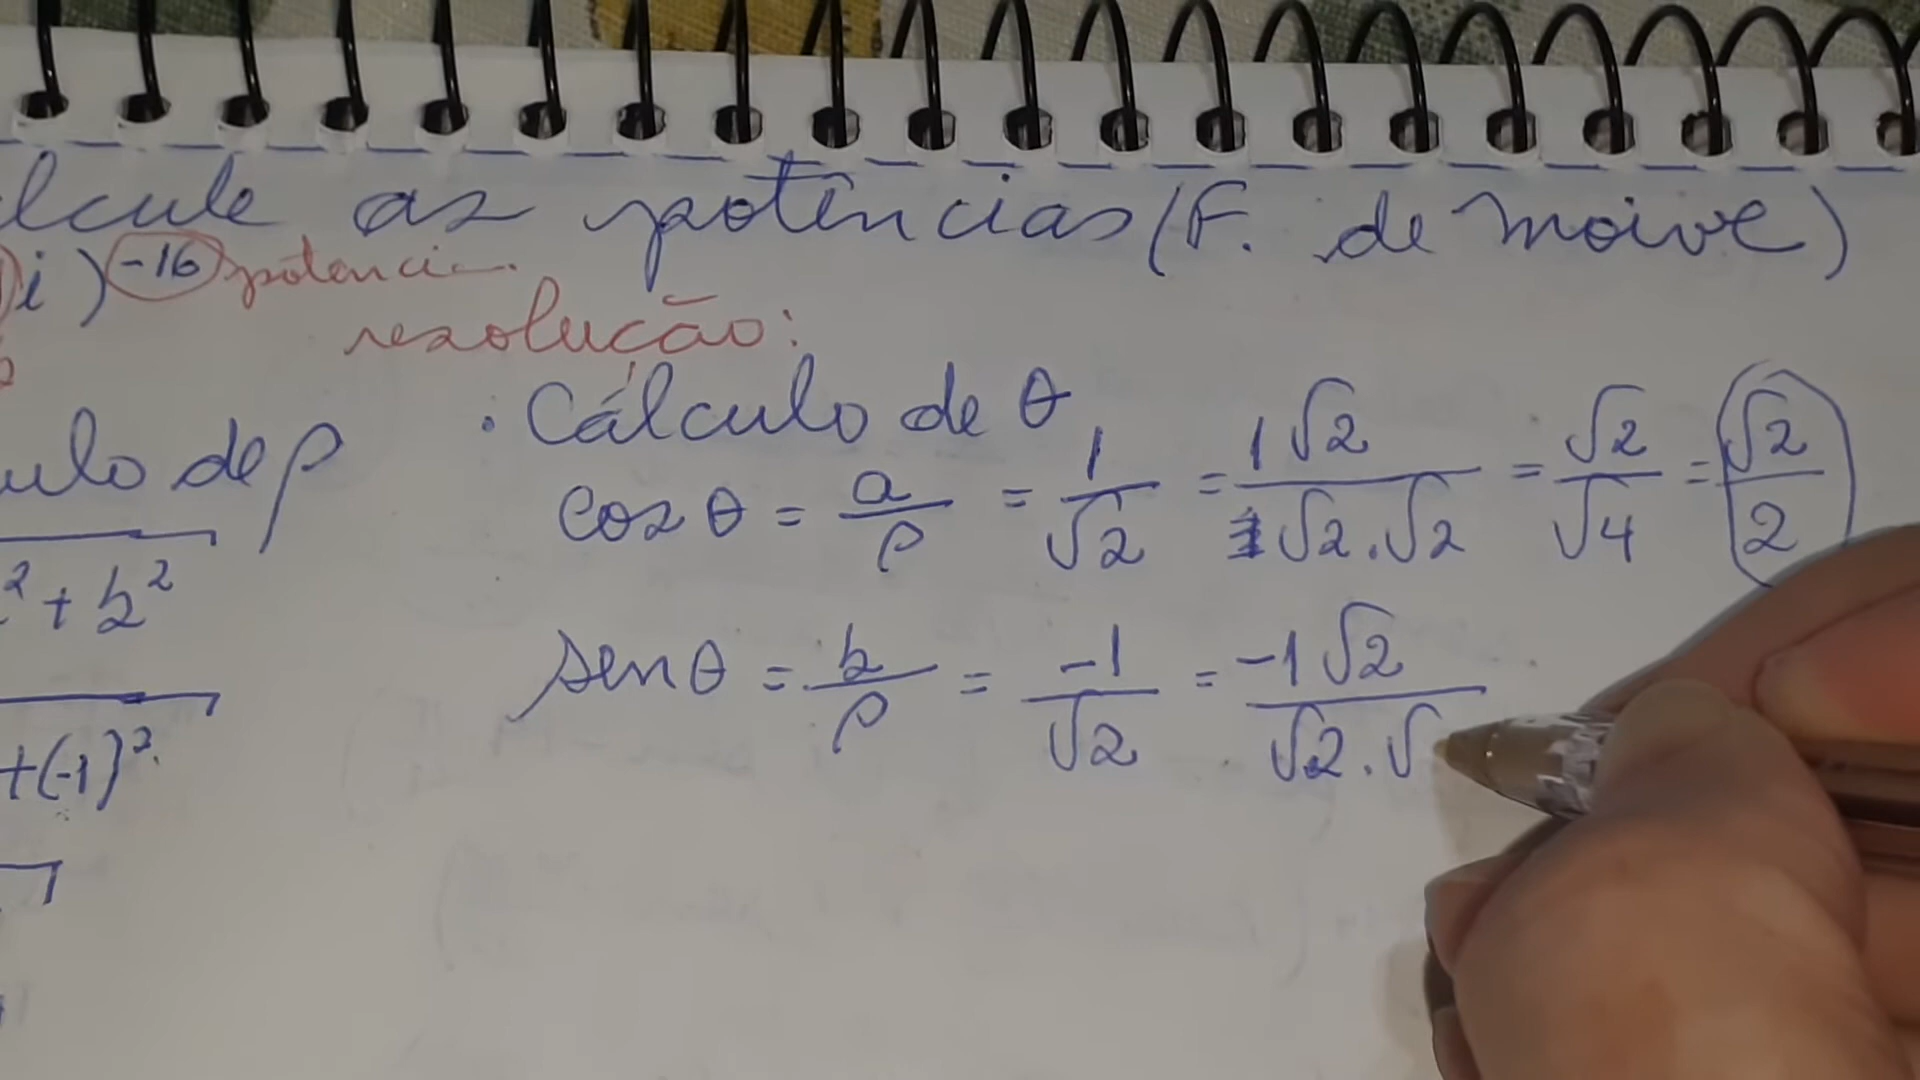 lcule as potências (F. de moivre)
i)^-16 potência
resolução:
ulo de ρ
² + b²
+(-1)²
· Cálculo de θ
cos θ = a/ρ = 1/√2 = 1√2/√2.√2 = √2/√4 = √2/2
sen θ = b/ρ = -1/√2 = -1√2/√2.√